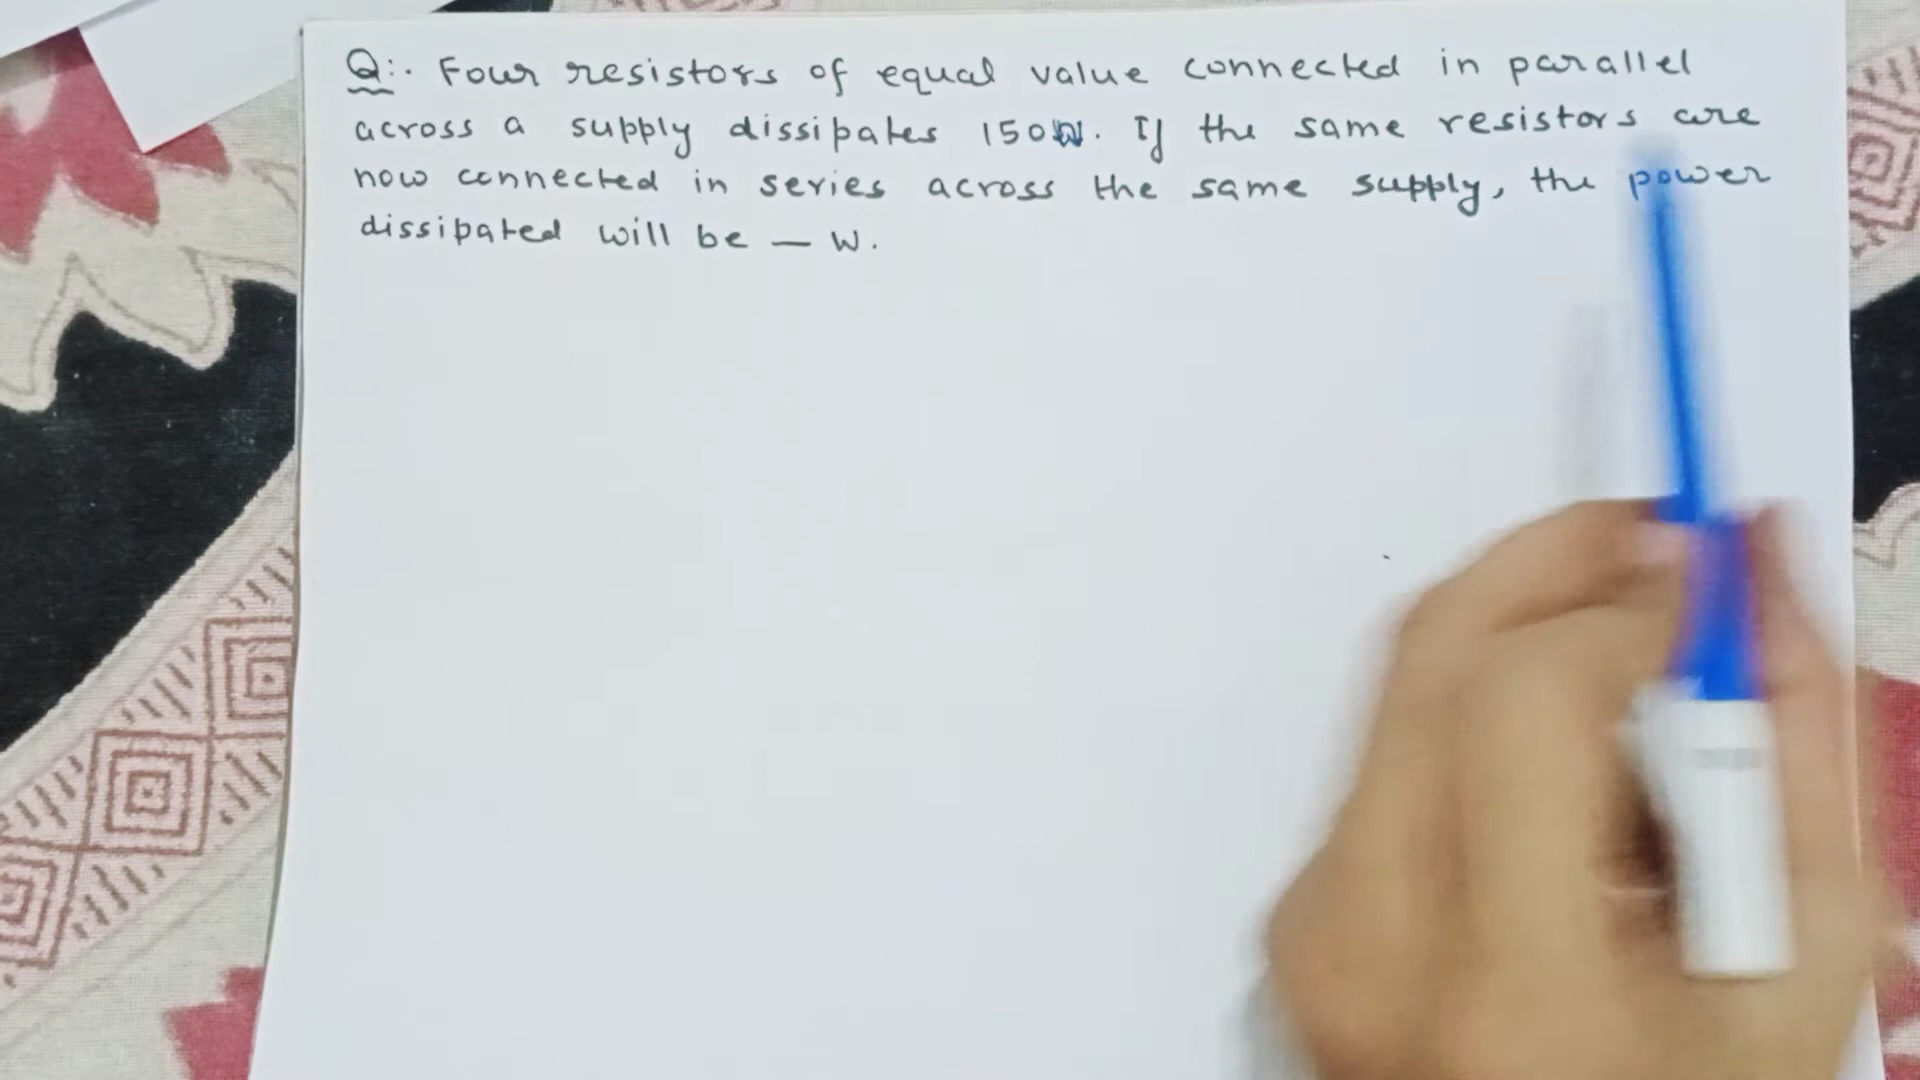 Q:. Four resistors of equal value connected in parallel
across a supply dissipates 150W. If the same resistors are
now connected in series across the same supply, the power
dissipated will be — W.